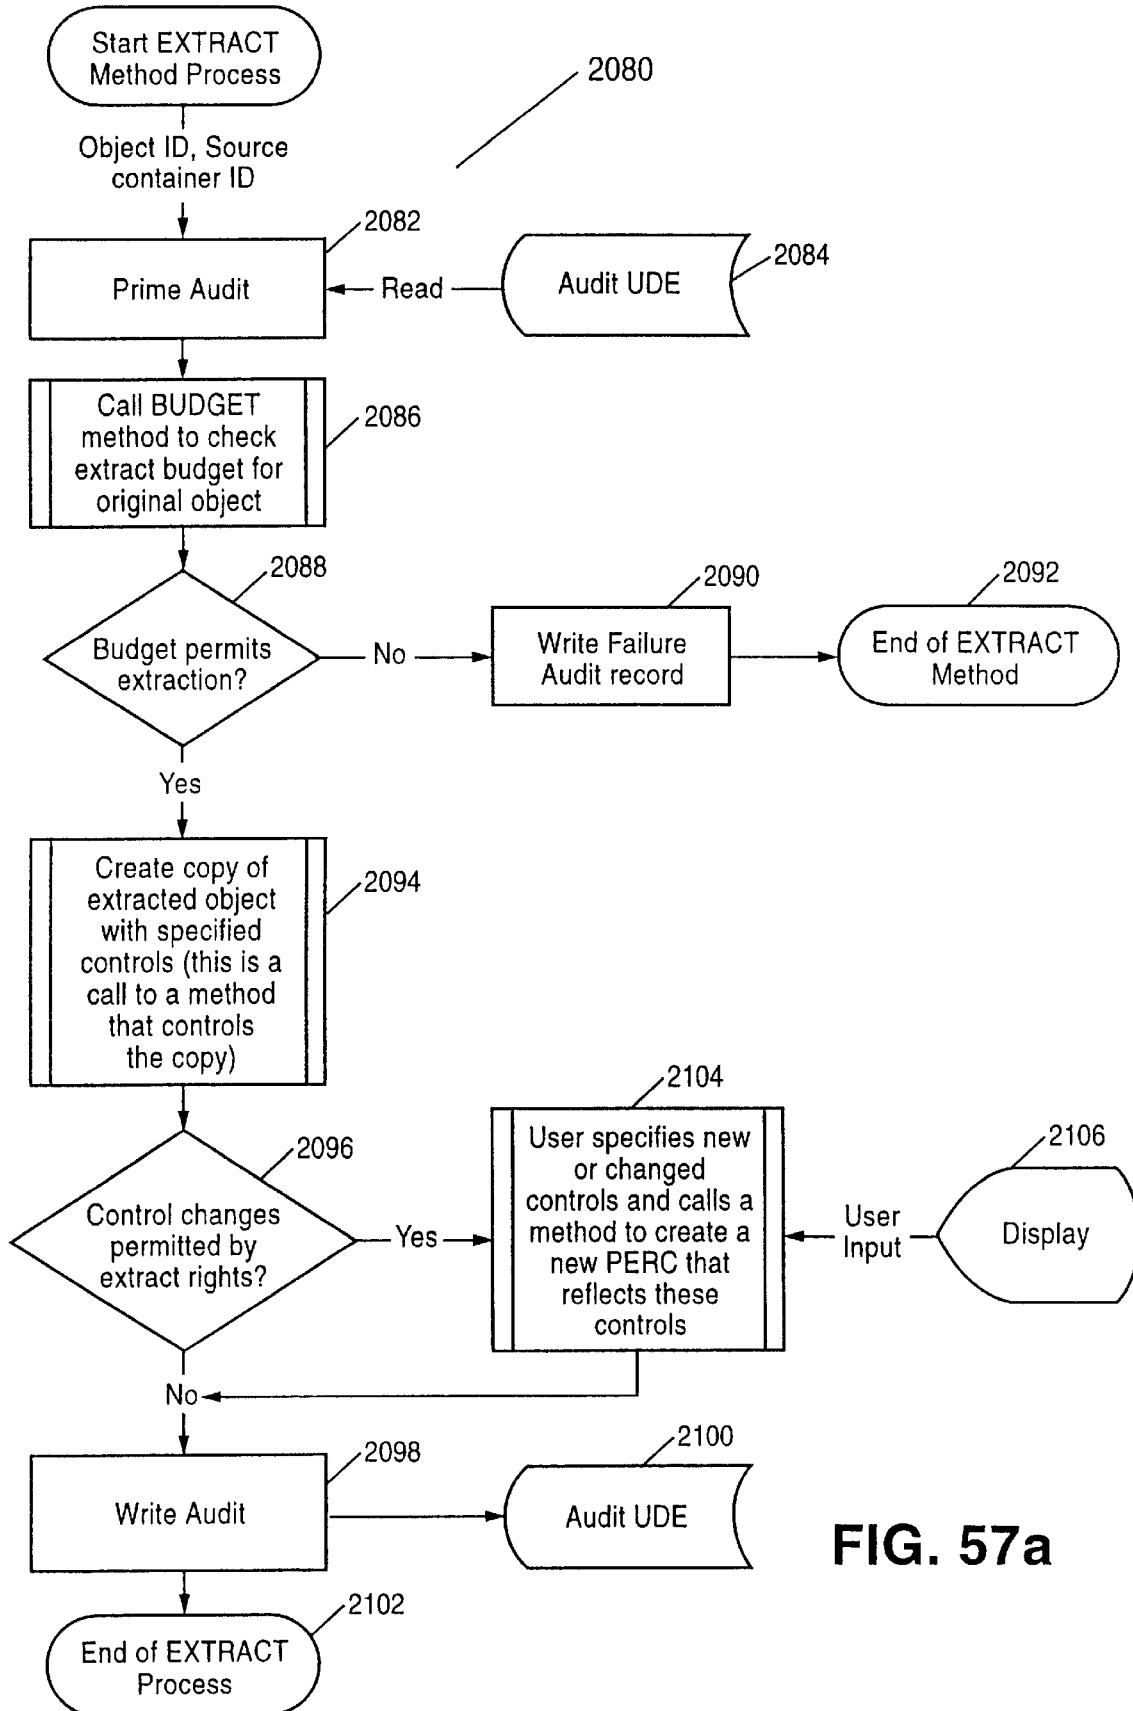 Start EXTRACT
Method Process
2080
Object ID, Source
container ID
2082
Prime Audit
Read
Audit UDE
2084
Call BUDGET
method to check
extract budget for
original object
2086
2088
Budget permits
extraction?
No
2090
Write Failure
Audit record
2092
End of EXTRACT
Method
Yes
Create copy of
extracted object
with specified
controls (this is a
call to a method
that controls
the copy)
2094
2096
Control changes
permitted by
extract rights?
Yes
2104
User specifies new
or changed
controls and calls a
method to create a
new PERC that
reflects these
controls
User
Input
2106
Display
No
2098
Write Audit
2100
Audit UDE
FIG. 57a
2102
End of EXTRACT
Process